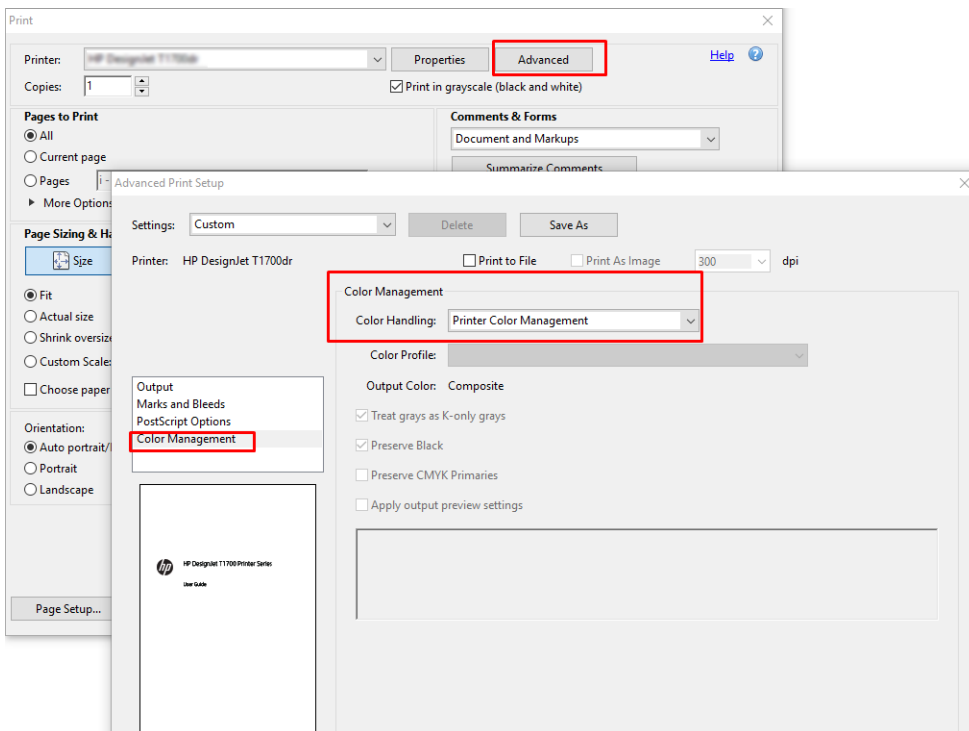 Print
Printer:
Properties
Advanced
Help
?
Copies:
1
Print in grayscale (black and white)
Pages to Print
All
Current page
Pages
i -
More Options
Comments & Forms
Document and Markups
Summarize Comments
Page Sizing & Ha
Size
Fit
Actual size
Shrink oversize
Custom Scale:
Choose paper
Orientation:
Auto portrait/l
Portrait
Landscape
Page Setup...
Advanced Print Setup
Settings:
Custom
Delete
Save As
Printer:
HP DesignJet T1700dr
Print to File
Print As Image
300
dpi
Output
Marks and Bleeds
PostScript Options
Color Management
Color Management
Color Handling:
Printer Color Management
Color Profile:
Output Color:
Composite
Treat grays as K-only grays
Preserve Black
Preserve CMYK Primaries
Apply output preview settings
hp
HP DesignJet T1700 Printer Series
User Guide